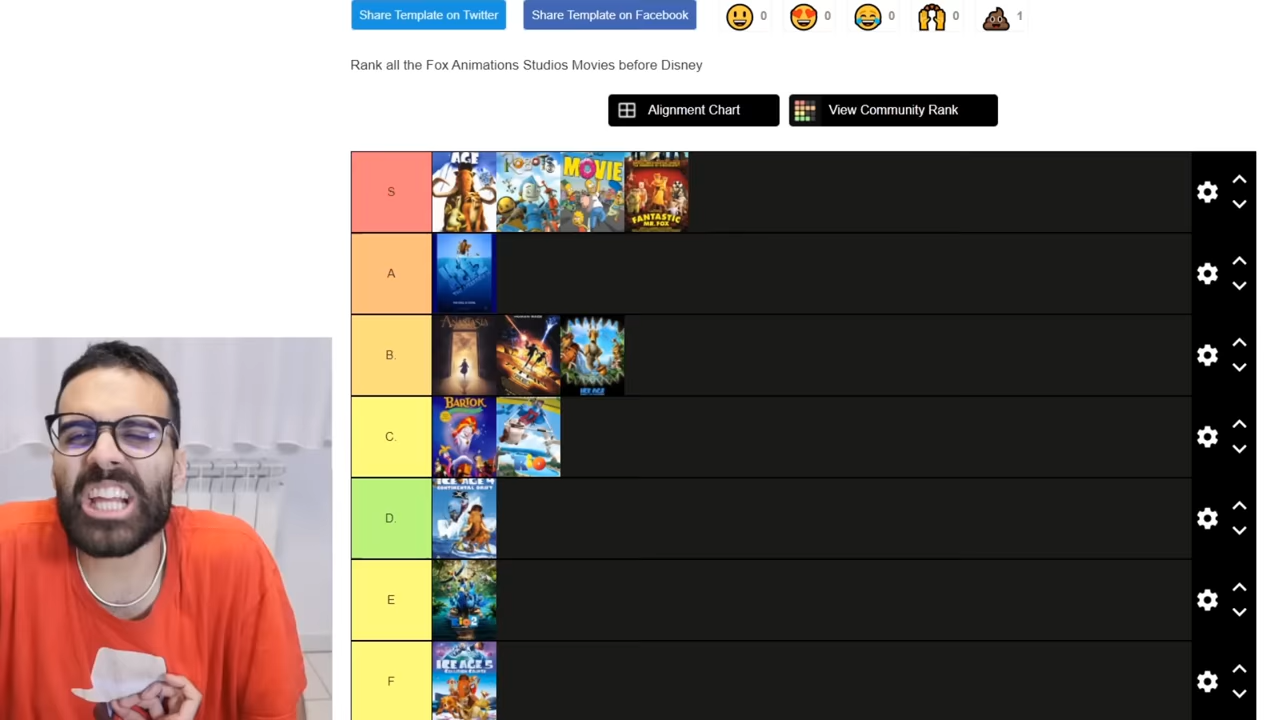 Share Template on Twitter
Share Template on Facebook
0
0
0
0
1
Rank all the Fox Animations Studios Movies before Disney
Alignment Chart
View Community Rank
S
AGE
ROBOTS
MOVIE
FANTASTIC
MR. FOX
A
B.
ANASTASIA
ICE AGE
C.
BARTOK
D.
ICE AGE 4
CONTINENTAL DRIFT
E
RIO 2
F
ICE AGE 5